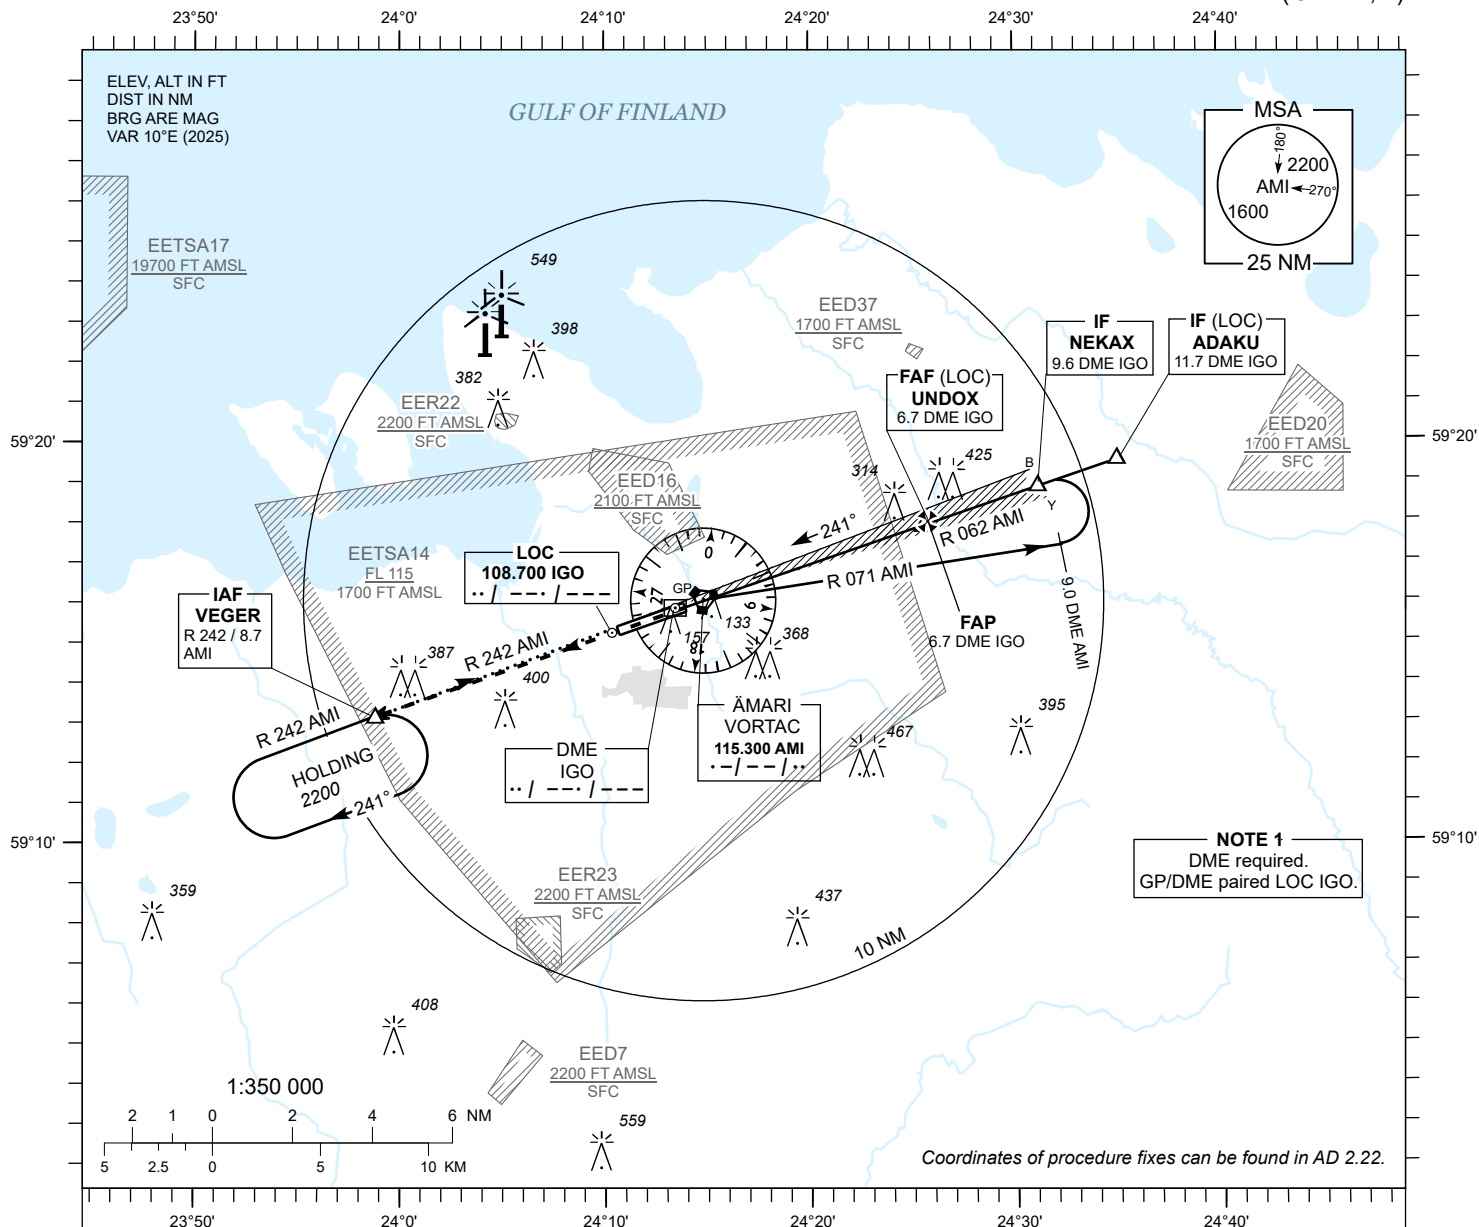 23°50'
24°0'
24°10'
24°20'
24°30'
24°40'
ELEV, ALT IN FT
DIST IN NM
BRG ARE MAG
VAR 10°E (2025)
GULF OF FINLAND
MSA
180°
2200
AMI
270°
1600
25 NM
EETSA17
19700 FT AMSL
SFC
549
398
382
EER22
2200 FT AMSL
SFC
EED37
1700 FT AMSL
SFC
IF
NEKAX
9.6 DME IGO
IF (LOC)
ADAKU
11.7 DME IGO
FAF (LOC)
UNDOX
6.7 DME IGO
EED20
1700 FT AMSL
SFC
59°20'
59°20'
314
425
B
Y
EED16
2100 FT AMSL
SFC
241°
R 062 AMI
R 071 AMI
9.0 DME AMI
EETSA14
FL 115
1700 FT AMSL
LOC
108.700 IGO
·· / −−· / −−−
GP
0
9
18
27
133
157
368
FAP
6.7 DME IGO
IAF
VEGER
R 242 / 8.7
AMI
387
R 242 AMI
400
R 242 AMI
HOLDING
2200
241°
DME
IGO
·· / −−· / −−−
ÄMARI
VORTAC
115.300 AMI
·−/−−/··
467
395
59°10'
59°10'
NOTE 1
DME required.
GP/DME paired LOC IGO.
359
EER23
2200 FT AMSL
SFC
437
10 NM
408
EED7
2200 FT AMSL
SFC
559
1:350 000
2 1 0 2 4 6 NM
5 2.5 0 5 10 KM
Coordinates of procedure fixes can be found in AD 2.22.
23°50'
24°0'
24°10'
24°20'
24°30'
24°40'